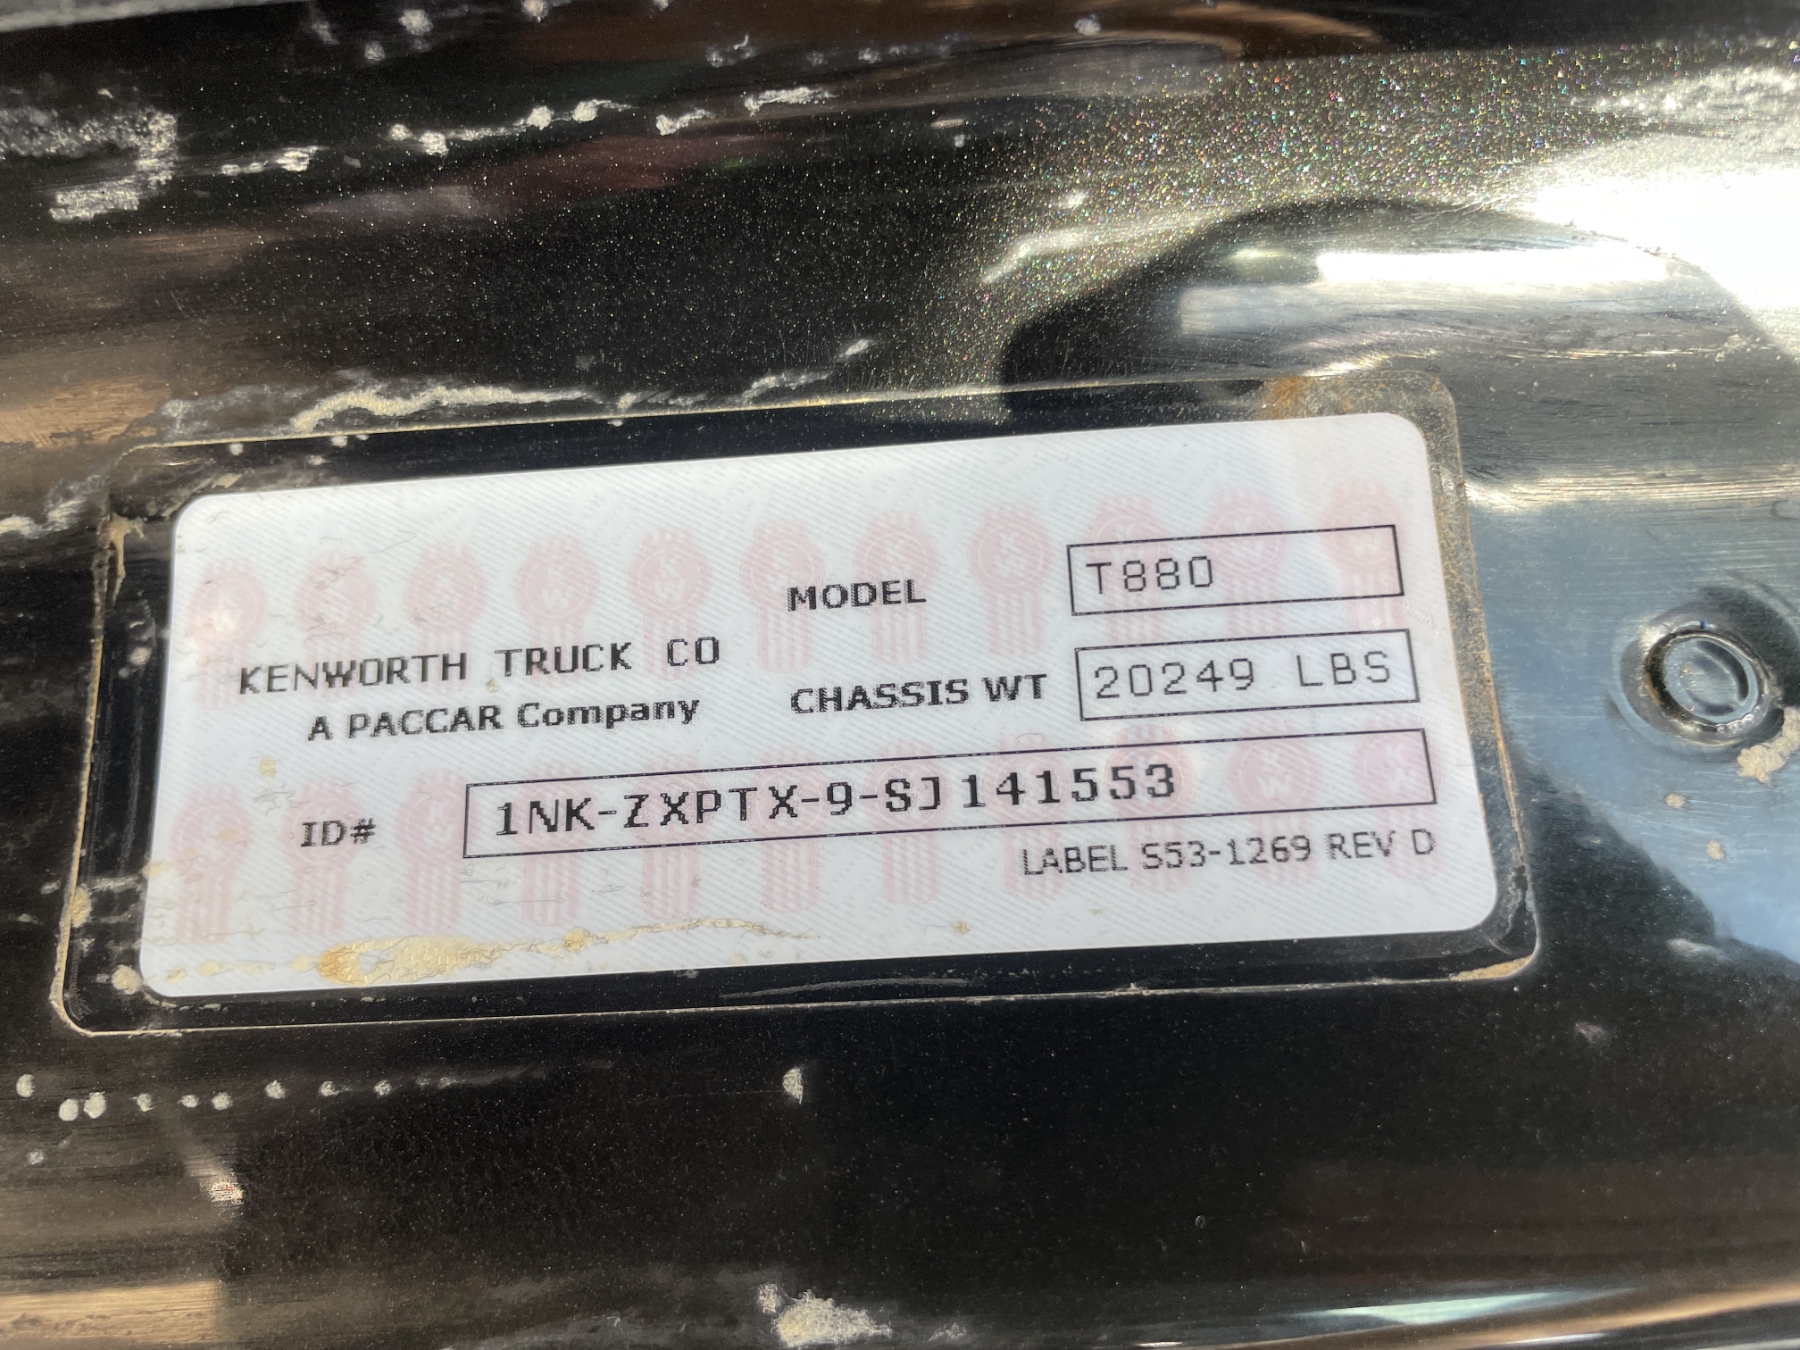 MODEL T880
KENWORTH TRUCK CO
A PACCAR Company
CHASSIS WT 20249 LBS
ID# 1NK-ZXPTX-9-SJ141553
LABEL S53-1269 REV D